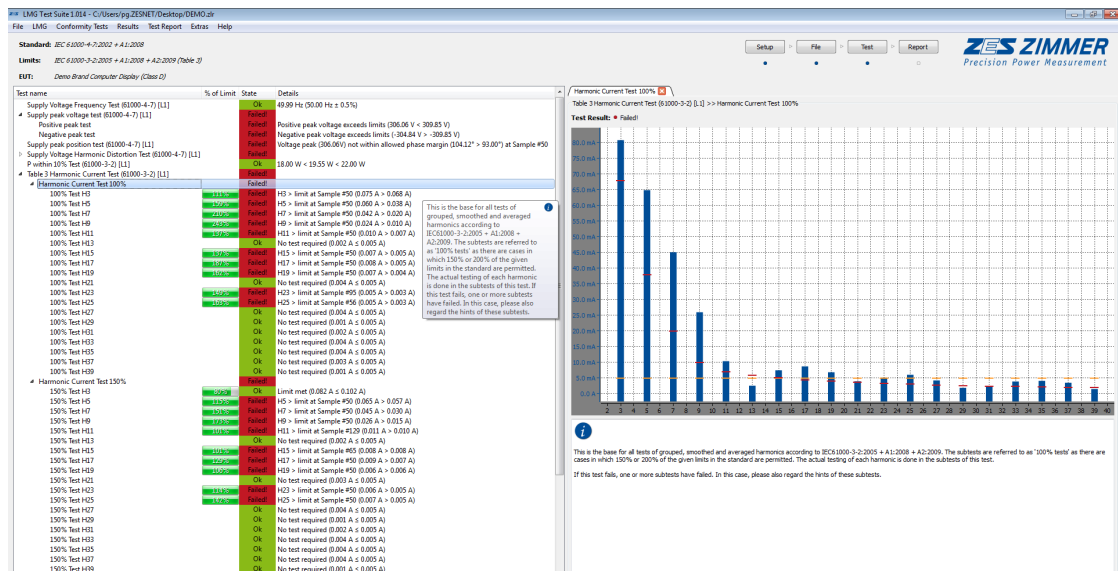 LMG Test Suite 1.014 - C:/Users/pg.ZESNET/Desktop/DEMO.zlr
File LMG Conformity Tests Results Test Report Extras Help
Standard: IEC 61000-4-7:2002 + A1:2008
Limits: IEC 61000-3-2:2005 + A1:2008 + A2:2009 (Table 3)
EUT: Demo Brand Computer Display (Class D)
Setup File Test Report
ZES ZIMMER
Precision Power Measurement
Test name % of Limit State Details
Supply Voltage Frequency Test (61000-4-7) [L1] Ok 49.99 Hz (50.00 Hz ± 0.5%)
Supply peak voltage test (61000-4-7) [L1] Failed!
Positive peak test Failed! Positive peak voltage exceeds limits (306.06 V < 309.85 V)
Negative peak test Failed! Negative peak voltage exceeds limits (-304.84 V > -309.85 V)
Supply peak position test (61000-4-7) [L1] Failed! Voltage peak (306.06V) not within allowed phase margin (104.12° > 93.00°) at Sample #50
Supply Voltage Harmonic Distortion Test (61000-4-7) [L1] Failed!
P within 10% Test (61000-3-2) [L1] Ok 18.00 W < 19.55 W < 22.00 W
Table 3 Harmonic Current Test (61000-3-2) [L1] Failed!
Harmonic Current Test 100% Failed!
100% Test H3 111% Failed! H3 > limit at Sample #50 (0.075 A > 0.068 A)
100% Test H5 Failed! H5 > limit at Sample #50 (0.060 A > 0.038 A)
100% Test H7 210% Failed! H7 > limit at Sample #50 (0.042 A > 0.020 A)
100% Test H9 Failed! H9 > limit at Sample #50 (0.024 A > 0.010 A)
100% Test H11 Failed! H11 > limit at Sample #50 (0.010 A > 0.007 A)
100% Test H13 Ok No test required (0.002 A ≤ 0.005 A)
100% Test H15 Failed! H15 > limit at Sample #50 (0.007 A > 0.005 A)
100% Test H17 Failed! H17 > limit at Sample #50 (0.008 A > 0.005 A)
100% Test H19 Failed! H19 > limit at Sample #50 (0.007 A > 0.004 A)
100% Test H21 Ok No test required (0.004 A ≤ 0.005 A)
100% Test H23 Failed! H23 > limit at Sample #95 (0.005 A > 0.003 A)
100% Test H25 Failed! H25 > limit at Sample #56 (0.005 A > 0.003 A)
100% Test H27 Ok No test required (0.004 A ≤ 0.005 A)
100% Test H29 Ok No test required (0.001 A ≤ 0.005 A)
100% Test H31 Ok No test required (0.002 A ≤ 0.005 A)
100% Test H33 Ok No test required (0.004 A ≤ 0.005 A)
100% Test H35 Ok No test required (0.004 A ≤ 0.005 A)
100% Test H37 Ok No test required (0.004 A ≤ 0.005 A)
100% Test H39 Ok No test required (0.001 A ≤ 0.005 A)
Harmonic Current Test 150% Failed!
150% Test H3 80% Ok Limit met (0.082 A ≤ 0.102 A)
150% Test H5 Failed! H5 > limit at Sample #50 (0.065 A > 0.057 A)
150% Test H7 Failed! H7 > limit at Sample #50 (0.045 A > 0.030 A)
150% Test H9 Failed! H9 > limit at Sample #50 (0.026 A > 0.015 A)
150% Test H11 Failed! H11 > limit at Sample #129 (0.011 A > 0.010 A)
150% Test H13 Ok No test required (0.002 A ≤ 0.005 A)
150% Test H15 Failed! H15 > limit at Sample #65 (0.008 A > 0.008 A)
150% Test H17 Failed! H17 > limit at Sample #50 (0.009 A > 0.007 A)
150% Test H19 Failed! H19 > limit at Sample #50 (0.006 A > 0.006 A)
150% Test H21 Ok No test required (0.003 A ≤ 0.005 A)
150% Test H23 Failed! H23 > limit at Sample #50 (0.006 A > 0.005 A)
150% Test H25 Failed! H25 > limit at Sample #50 (0.007 A > 0.005 A)
150% Test H27 Ok No test required (0.004 A ≤ 0.005 A)
150% Test H29 Ok No test required (0.001 A ≤ 0.005 A)
150% Test H31 Ok No test required (0.002 A ≤ 0.005 A)
150% Test H33 Ok No test required (0.004 A ≤ 0.005 A)
150% Test H35 Ok No test required (0.004 A ≤ 0.005 A)
150% Test H37 Ok No test required (0.004 A ≤ 0.005 A)
150% Test H39 Ok No test required (0.001 A ≤ 0.005 A)
This is the base for all tests of
grouped, smoothed and averaged
harmonics according to
IEC61000-3-2:2005 + A1:2008 +
A2:2009. The subtests are referred to
as '100% tests' as there are cases in
which 150% or 200% of the given
limits in the standard are permitted.
The actual testing of each harmonic
is done in the subtests of this test. If
this test fails, one or more subtests
have failed. In this case, please also
regard the hints of these subtests.
Harmonic Current Test 100%
Table 3 Harmonic Current Test (61000-3-2) [L1] >> Harmonic Current Test 100%
Test Result: Failed!
80.0 mA
75.0 mA
70.0 mA
65.0 mA
60.0 mA
55.0 mA
50.0 mA
45.0 mA
40.0 mA
35.0 mA
30.0 mA
25.0 mA
20.0 mA
15.0 mA
10.0 mA
5.0 mA
0.0 A
2 3 4 5 6 7 8 9 10 11 12 13 14 15 16 17 18 19 20 21 22 23 24 25 26 27 28 29 30 31 32 33 34 35 36 37 38 39 40
This is the base for all tests of grouped, smoothed and averaged harmonics according to IEC61000-3-2:2005 + A1:2008 + A2:2009. The subtests are referred to as '100% tests' as there are
cases in which 150% or 200% of the given limits in the standard are permitted. The actual testing of each harmonic is done in the subtests of this test.
If this test fails, one or more subtests have failed. In this case, please also regard the hints of these subtests.